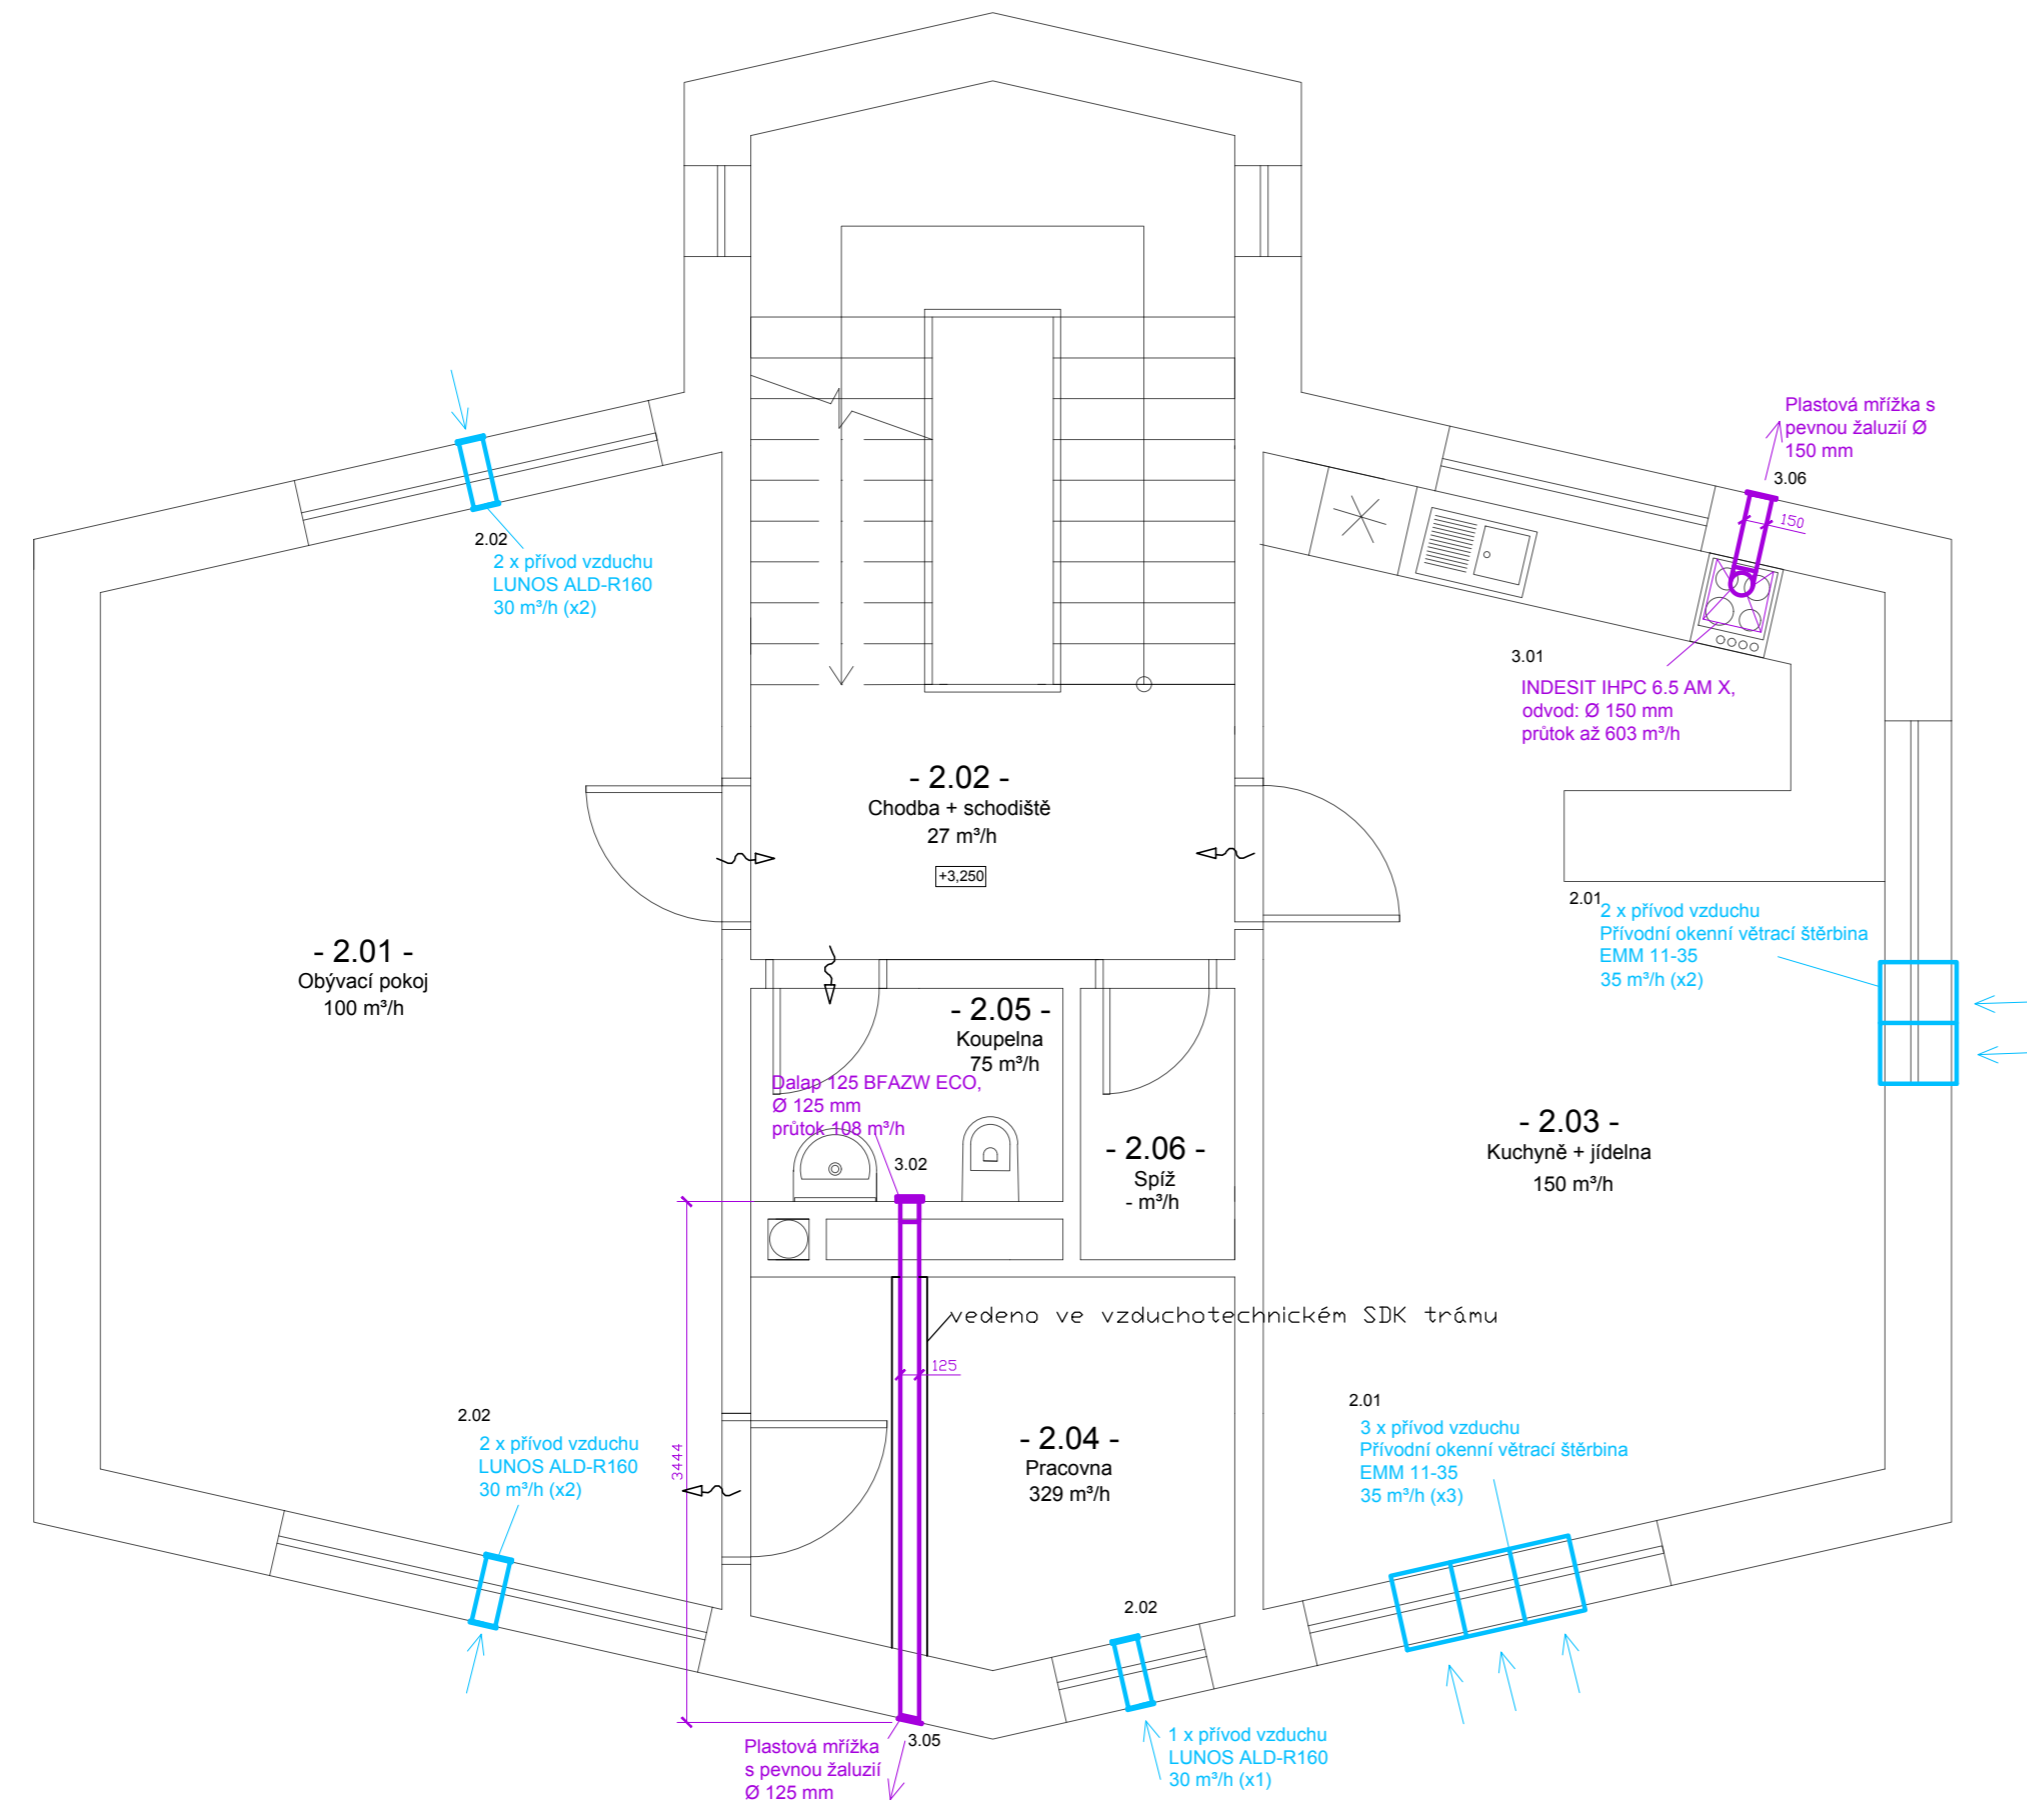 Plastová mřížka s
pevnou žaluzií Ø
150 mm
3.06
150
2.02
2 x přívod vzduchu
LUNOS ALD-R160
30 m³/h (x2)
3.01
INDESIT IHPC 6.5 AM X,
odvod: Ø 150 mm
průtok až 603 m³/h
- 2.02 -
Chodba + schodiště
27 m³/h
+3,250
2.01
2 x přívod vzduchu
Přívodní okenní větrací štěrbina
EMM 11-35
35 m³/h (x2)
- 2.01 -
Obývací pokoj
100 m³/h
- 2.05 -
Koupelna
75 m³/h
Dalap 125 BFAZW ECO,
Ø 125 mm
průtok 108 m³/h
3.02
- 2.06 -
Spíž
- m³/h
- 2.03 -
Kuchyně + jídelna
150 m³/h
vedeno ve vzduchotechnickém SDK trámu
125
2.02
2 x přívod vzduchu
LUNOS ALD-R160
30 m³/h (x2)
3444
- 2.04 -
Pracovna
329 m³/h
2.01
3 x přívod vzduchu
Přívodní okenní větrací štěrbina
EMM 11-35
35 m³/h (x3)
2.02
1 x přívod vzduchu
LUNOS ALD-R160
30 m³/h (x1)
3.05
Plastová mřížka
s pevnou žaluzií
Ø 125 mm